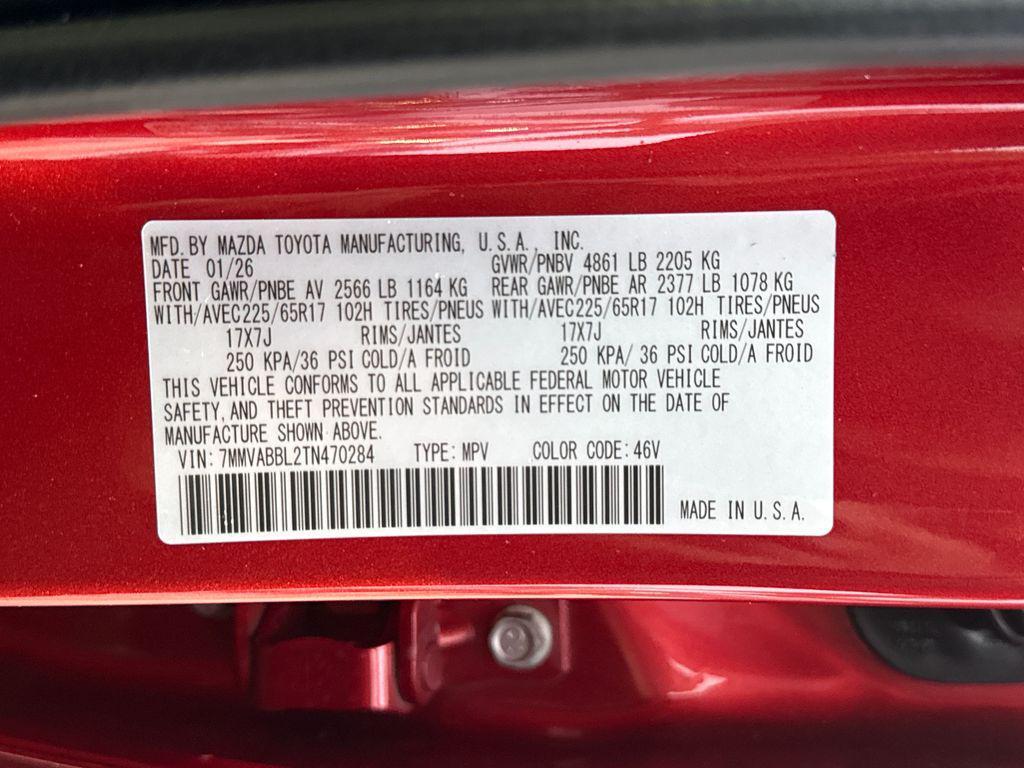 MFD. BY MAZDA TOYOTA MANUFACTURING, U.S.A., INC.
DATE 01/26 GVWR/PNBV 4861 LB 2205 KG
FRONT GAWR/PNBE AV 2566 LB 1164 KG REAR GAWR/PNBE AR 2377 LB 1078 KG
WITH/AVEC225/65R17 102H TIRES/PNEUS WITH/AVEC225/65R17 102H TIRES/PNEUS
17X7J RIMS/JANTES 17X7J RIMS/JANTES
250 KPA/36 PSI COLD/A FROID 250 KPA/ 36 PSI COLD/A FROID
THIS VEHICLE CONFORMS TO ALL APPLICABLE FEDERAL MOTOR VEHICLE
SAFETY, AND THEFT PREVENTION STANDARDS IN EFFECT ON THE DATE OF
MANUFACTURE SHOWN ABOVE.
VIN: 7MMVABBL2TN470284 TYPE: MPV COLOR CODE: 46V
MADE IN U.S.A.